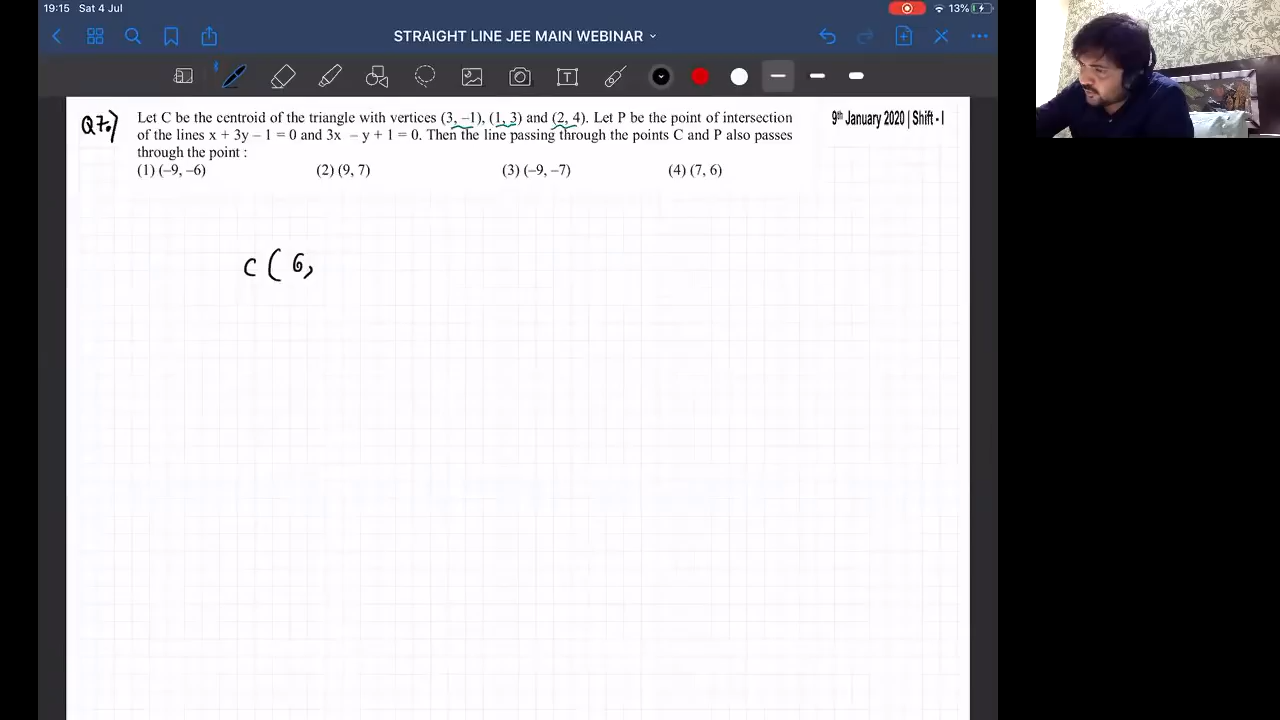 19:15 Sat 4 Jul 13%
STRAIGHT LINE JEE MAIN WEBINAR
Q7.) Let C be the centroid of the triangle with vertices (3, –1), (1, 3) and (2, 4). Let P be the point of intersection 9th January 2020 | Shift - I
of the lines x + 3y – 1 = 0 and 3x – y + 1 = 0. Then the line passing through the points C and P also passes
through the point :
(1) (–9, –6) (2) (9, 7) (3) (–9, –7) (4) (7, 6)
C ( 6,